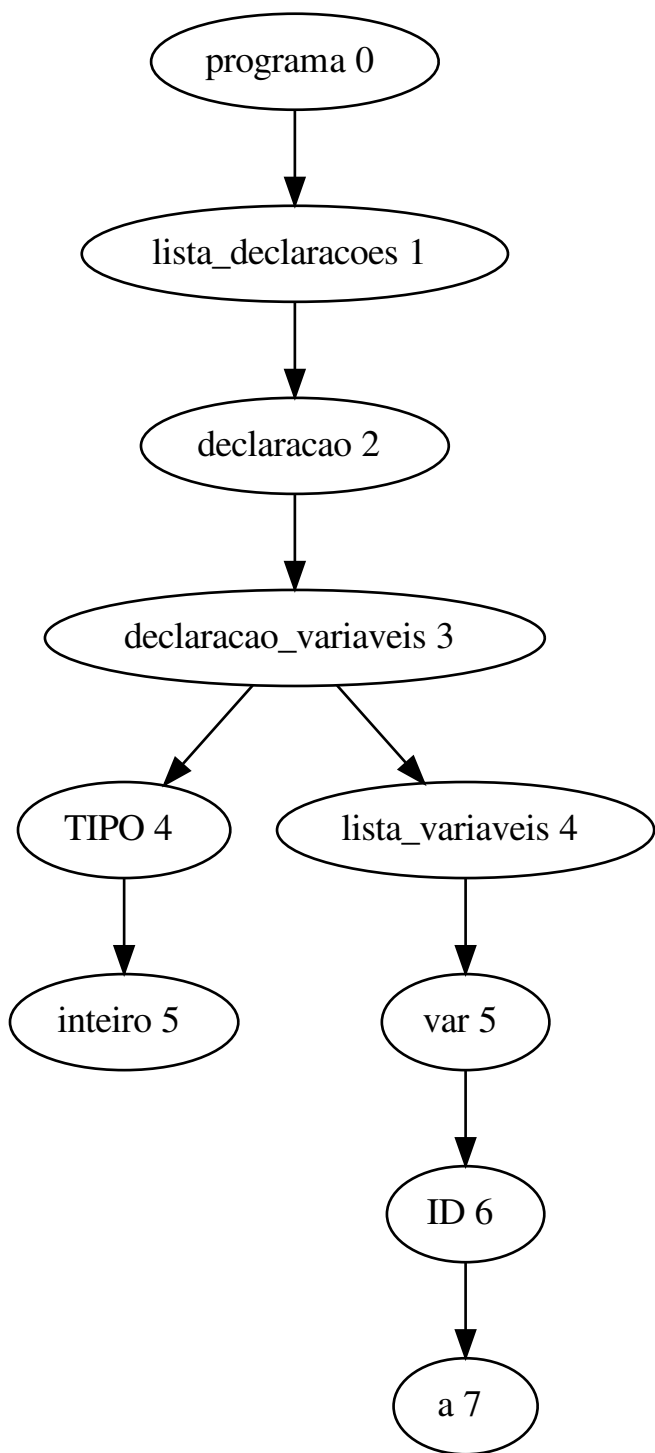 programa 0
lista_declaracoes 1
declaracao 2
declaracao_variaveis 3
TIPO 4
lista_variaveis 4
inteiro 5
var 5
ID 6
a 7